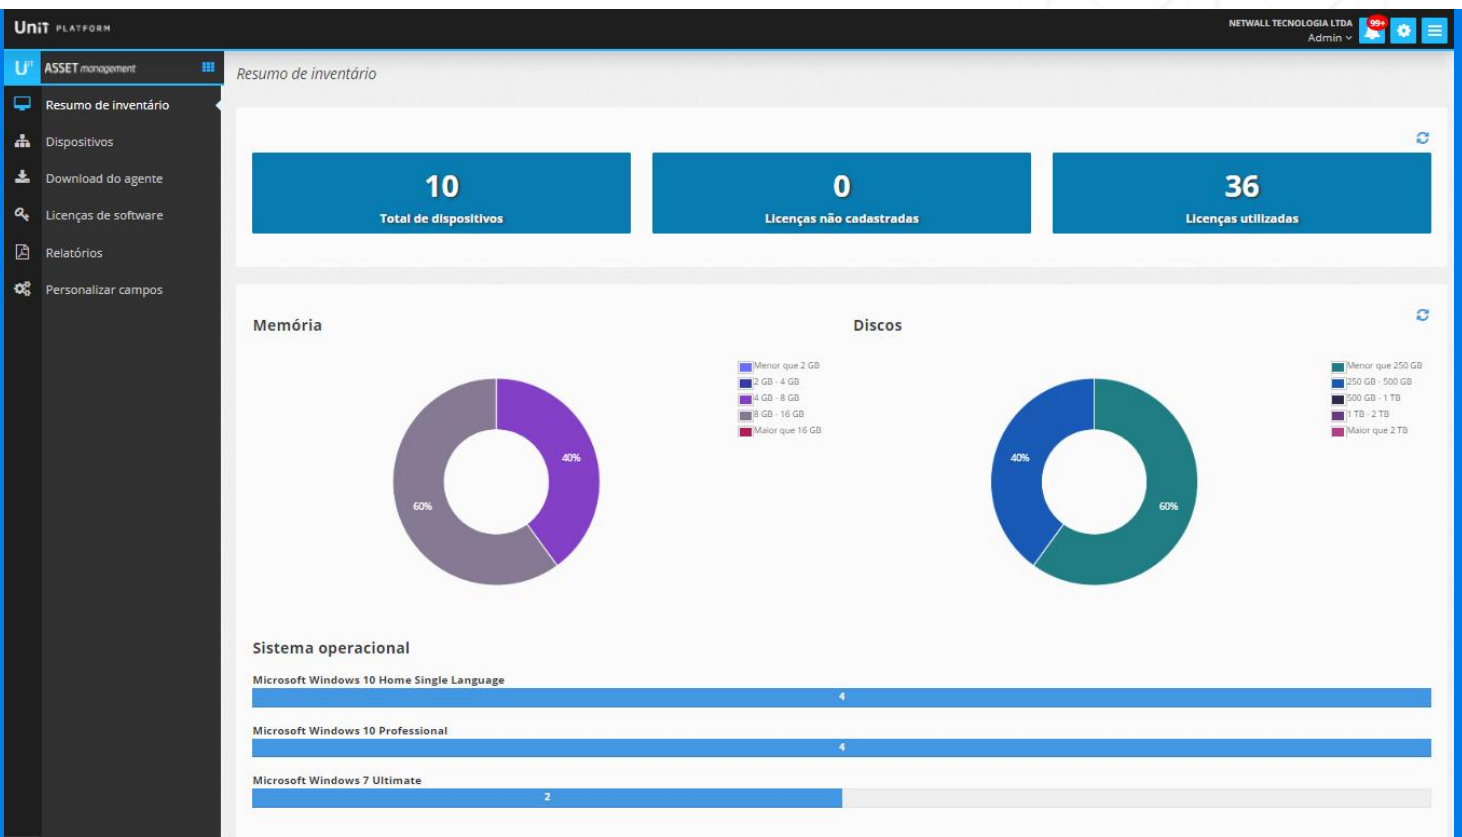 UniT PLATFORM
NETWALL TECNOLOGIA LTDA
Admin
99+
U
ASSET management
Resumo de inventário
Resumo de inventário
Dispositivos
Download do agente
Licenças de software
Relatórios
Personalizar campos
10
Total de dispositivos
0
Licenças não cadastradas
36
Licenças utilizadas
Memória
Menor que 2 GB
2 GB - 4 GB
4 GB - 8 GB
8 GB - 16 GB
Maior que 16 GB
40%
60%
Discos
Menor que 250 GB
250 GB - 500 GB
500 GB - 1 TB
1 TB - 2 TB
Maior que 2 TB
40%
60%
Sistema operacional
Microsoft Windows 10 Home Single Language
4
Microsoft Windows 10 Professional
4
Microsoft Windows 7 Ultimate
2